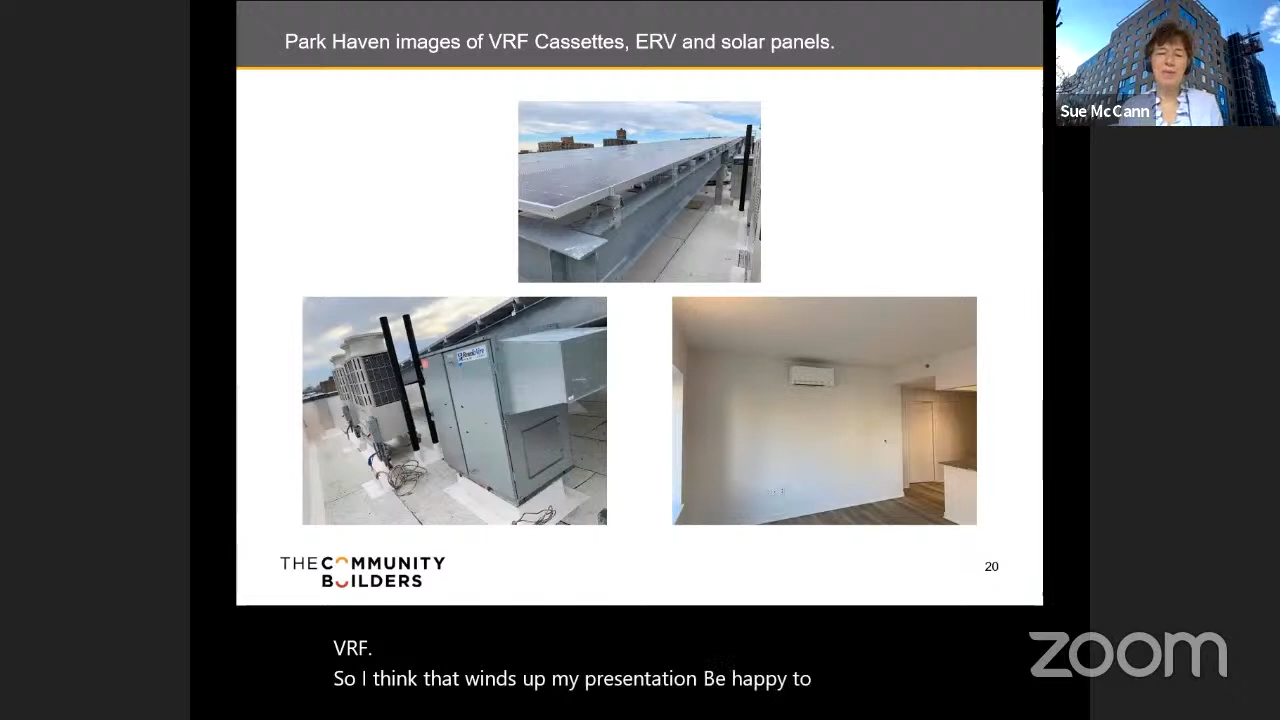 Park Haven images of VRF Cassettes, ERV and solar panels.
Sue McCann
THE COMMUNITY
BUILDERS
20
VRF.
So I think that winds up my presentation Be happy to
zoom